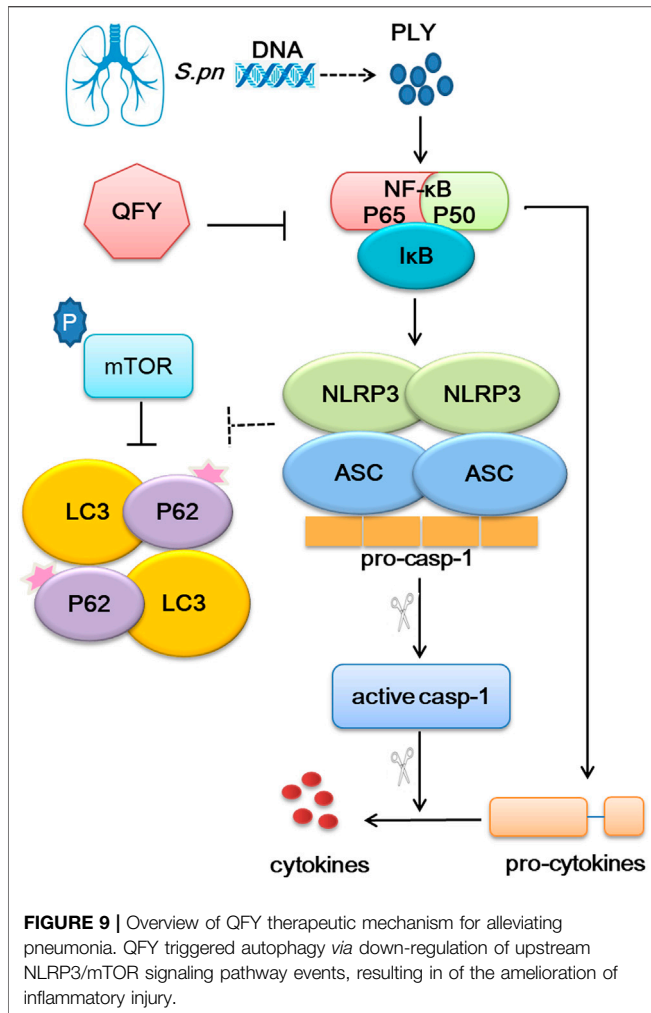 S.pn
DNA
PLY
QFY
NF-κB
P65 P50
IκB
P
mTOR
NLRP3 NLRP3
ASC ASC
LC3 P62
P62 LC3
pro-casp-1
active casp-1
cytokines
pro-cytokines
FIGURE 9 | Overview of QFY therapeutic mechanism for alleviating
pneumonia. QFY triggered autophagy via down-regulation of upstream
NLRP3/mTOR signaling pathway events, resulting in of the amelioration of
inflammatory injury.